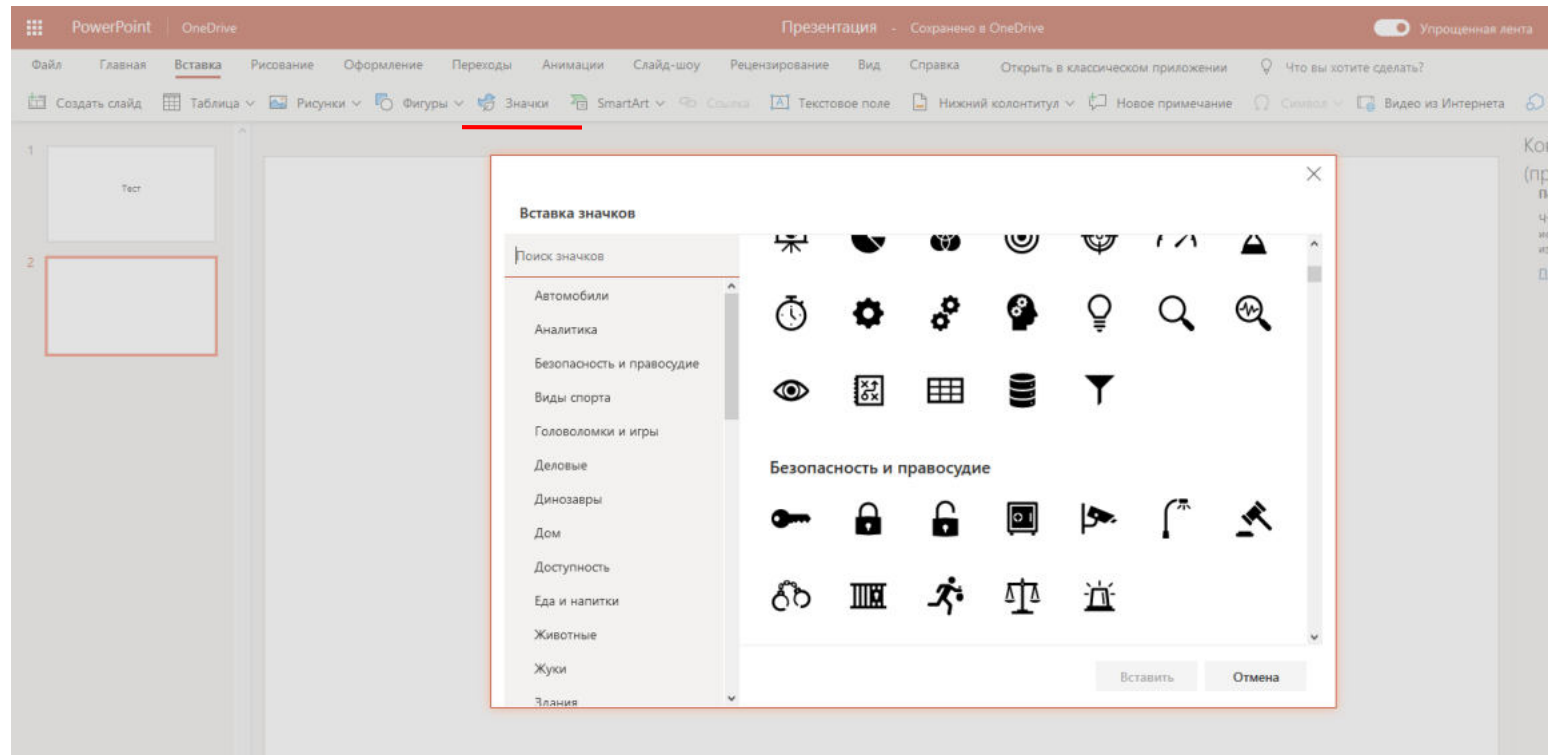 PowerPoint OneDrive Презентация - Сохранено в OneDrive Упрощенная лента
Файл Главная Вставка Рисование Оформление Переходы Анимации Слайд-шоу Рецензирование Вид Справка Открыть в классическом приложении Что вы хотите сделать?
Создать слайд Таблица Рисунки Фигуры Значки SmartArt Ссылка Текстовое поле Нижний колонтитул Новое примечание Символ Видео из Интернета
1
Тест
2
Вставка значков
Поиск значков
Автомобили
Аналитика
Безопасность и правосудие
Виды спорта
Головоломки и игры
Деловые
Динозавры
Дом
Доступность
Еда и напитки
Животные
Жуки
Здания
Безопасность и правосудие
Вставить Отмена